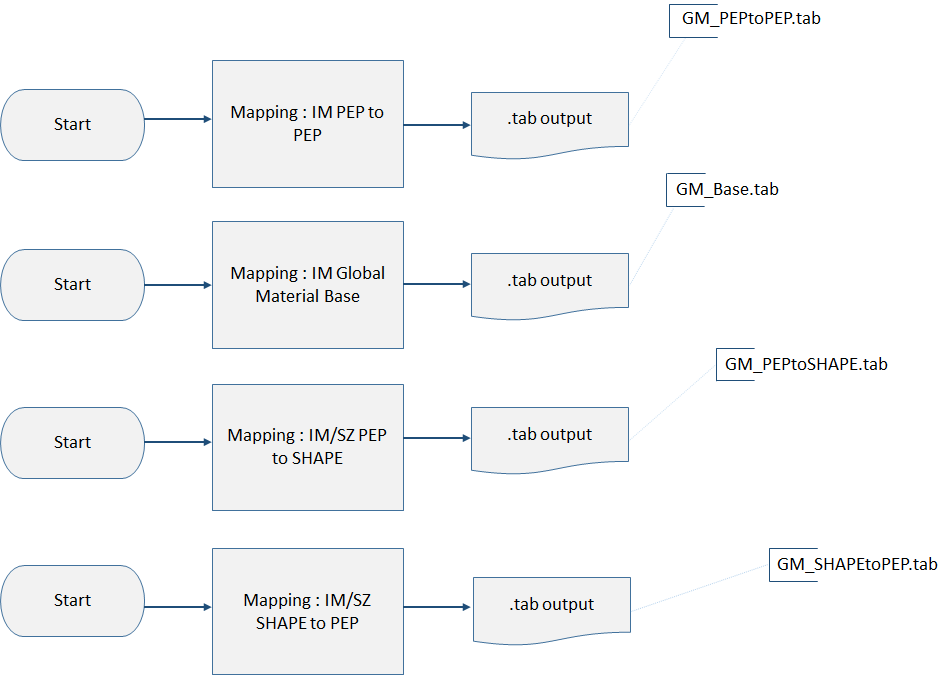 GM_PEPtoPEP.tab
Start
Mapping : IM PEP to
PEP
.tab output
GM_Base.tab
Start
Mapping : IM Global
Material Base
.tab output
GM_PEPtoSHAPE.tab
Start
Mapping : IM/SZ PEP
to SHAPE
.tab output
GM_SHAPEtoPEP.tab
Start
Mapping : IM/SZ
SHAPE to PEP
.tab output